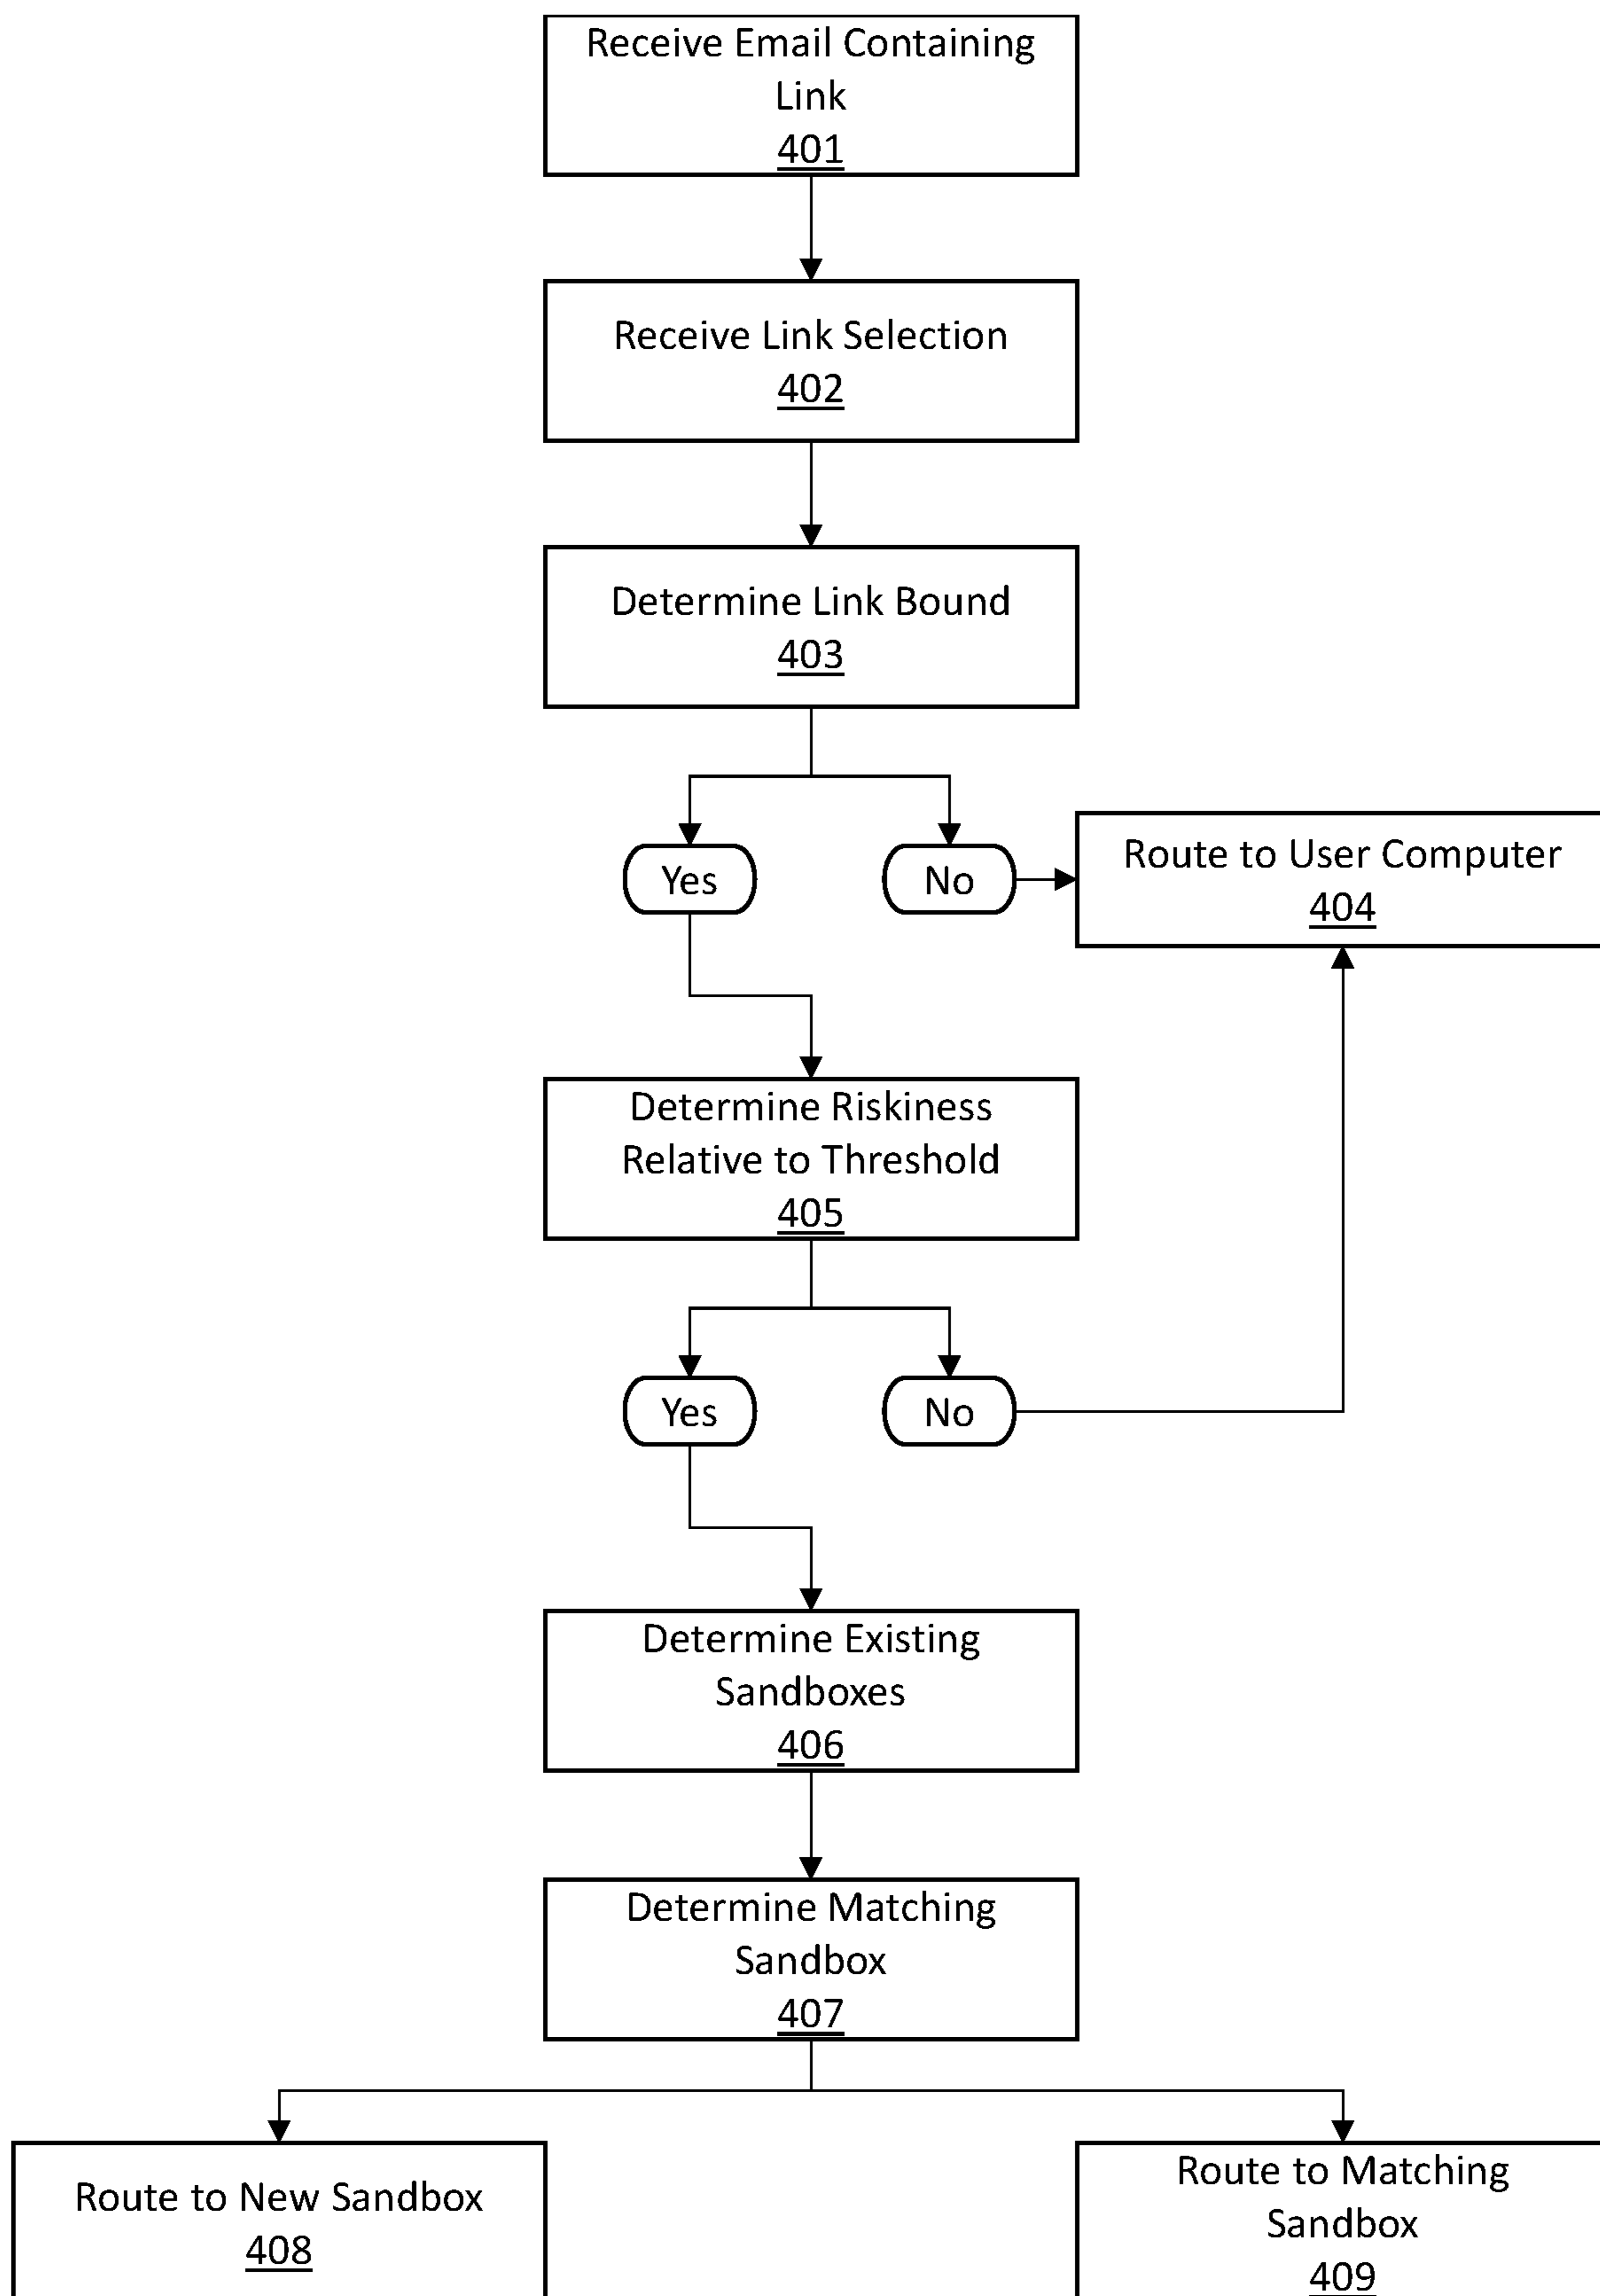 Receive Email Containing
Link
401
Receive Link Selection
402
Determine Link Bound
403
Yes
No
Route to User Computer
404
Determine Riskiness
Relative to Threshold
405
Yes
No
Determine Existing
Sandboxes
406
Determine Matching
Sandbox
407
Route to New Sandbox
408
Route to Matching
Sandbox
409